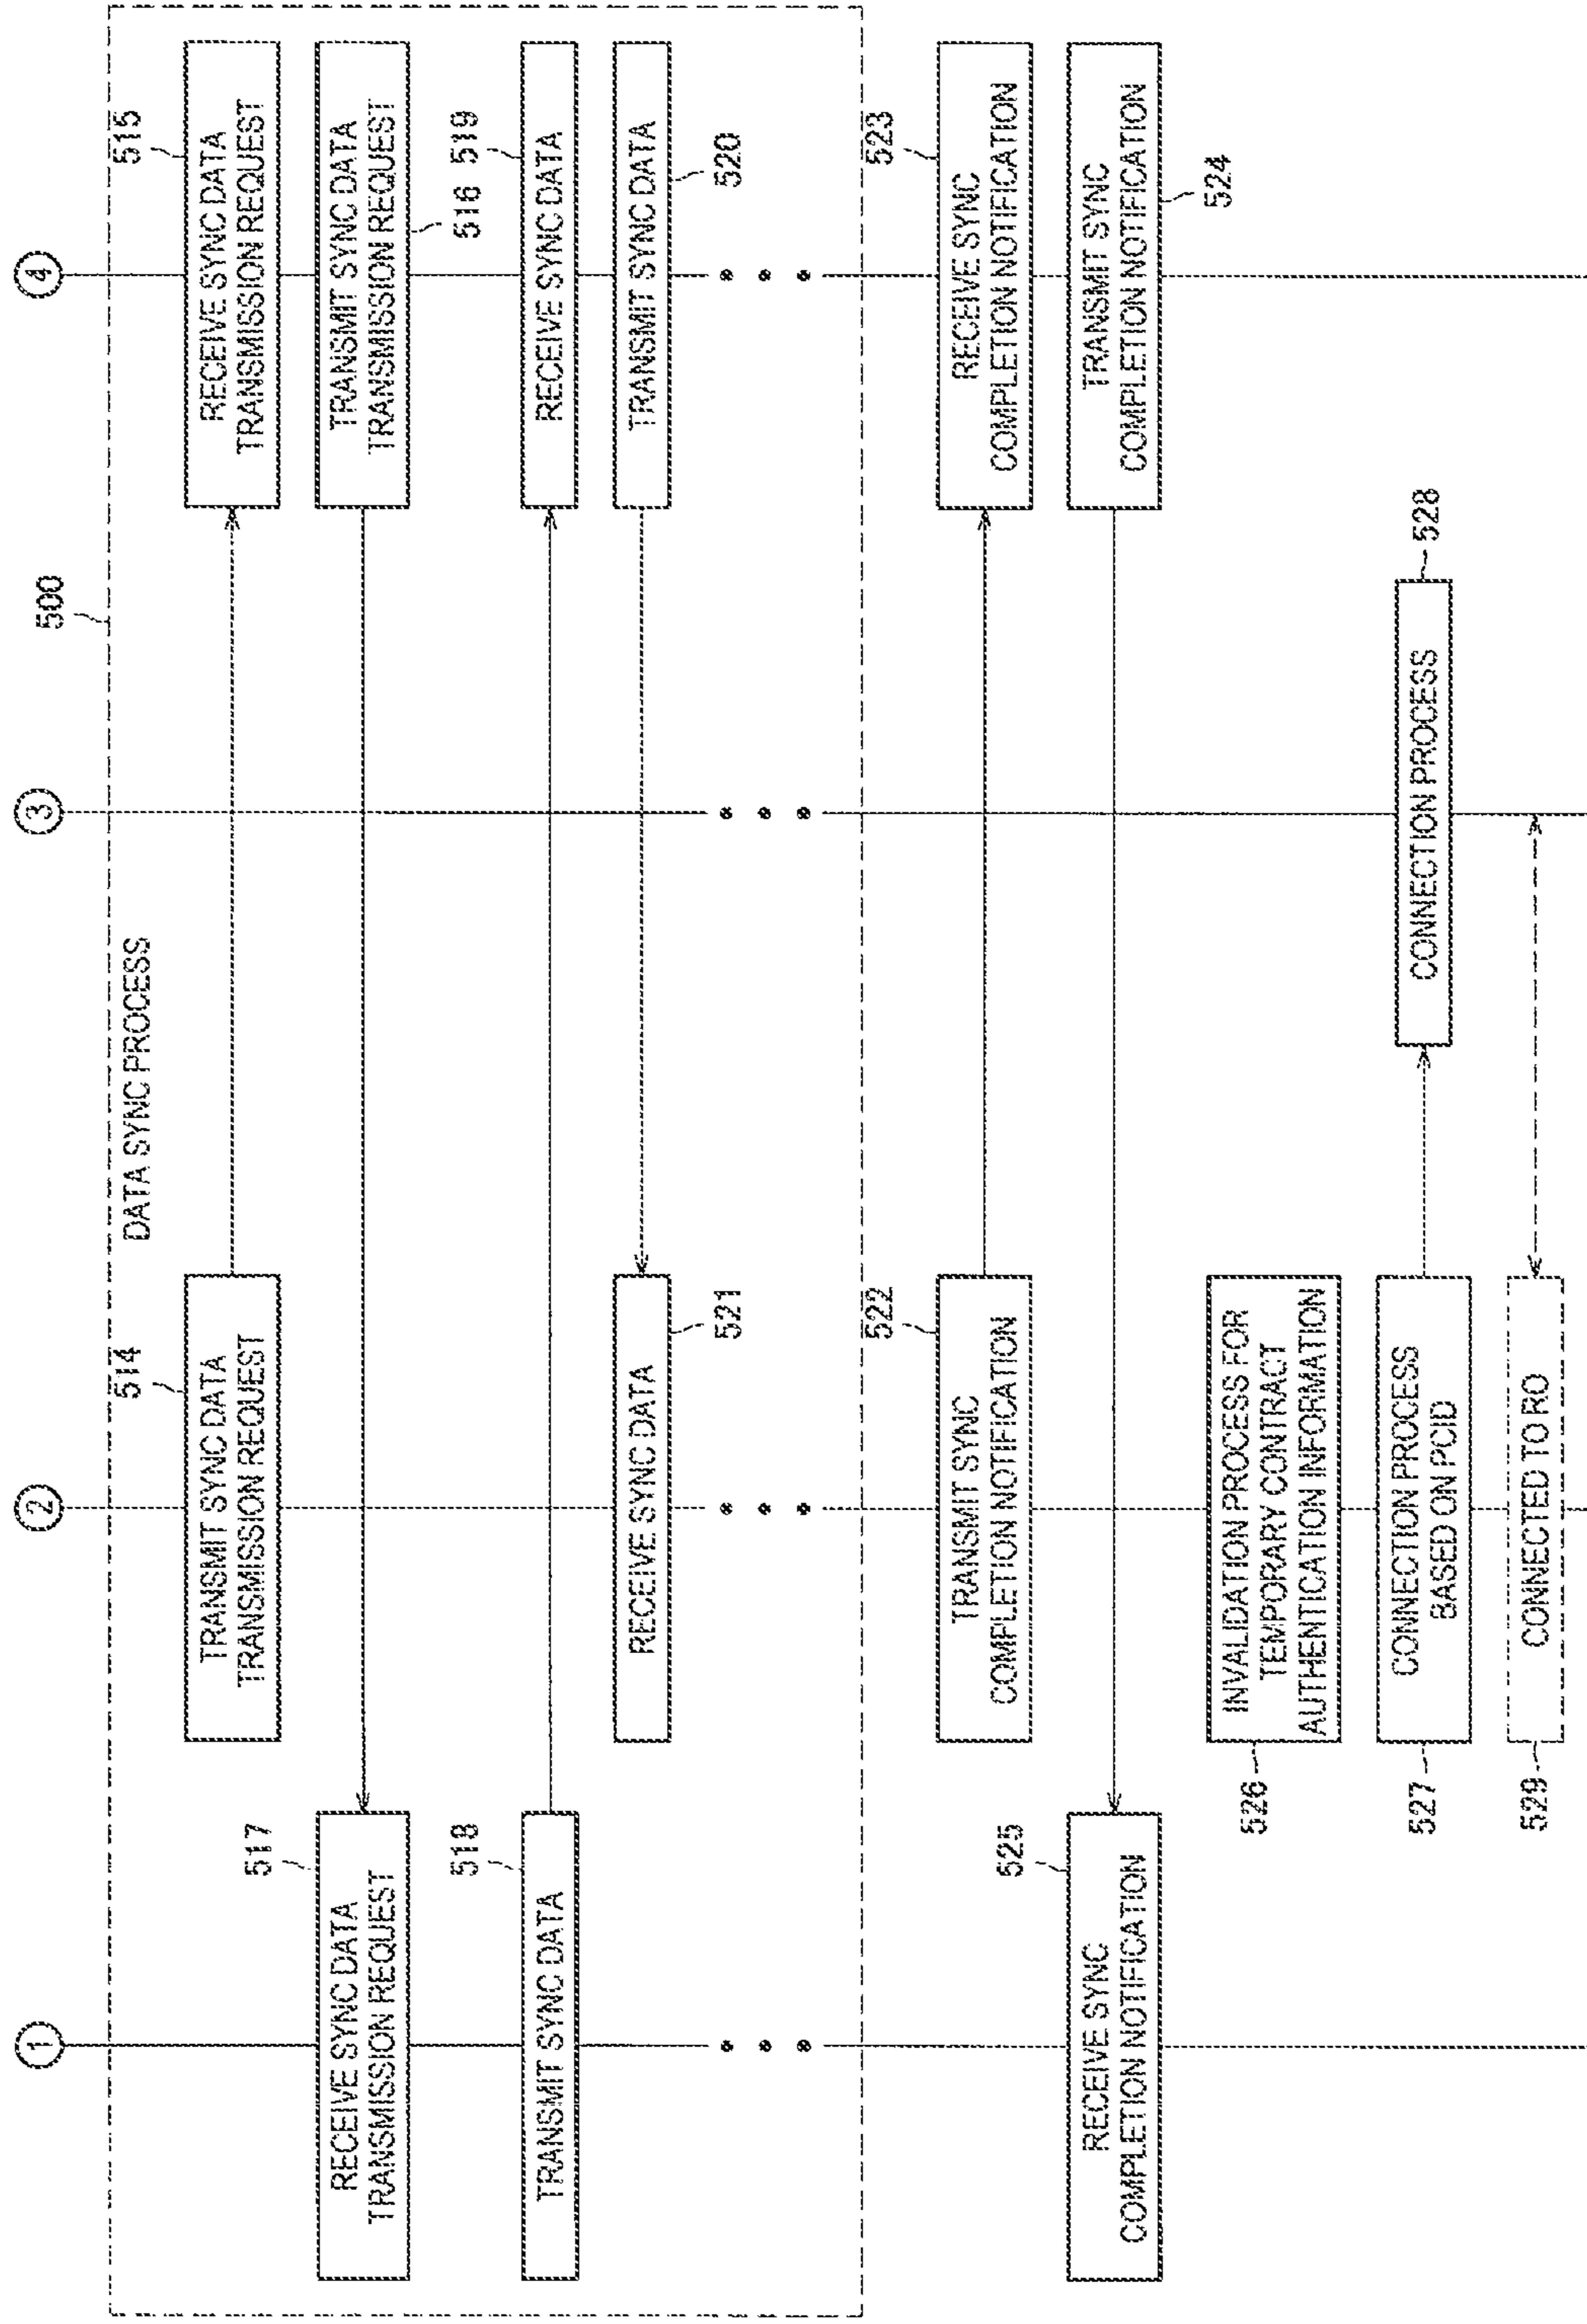 1
2
3
4
500
DATA SYNC PROCESS
514
TRANSMIT SYNC DATA
TRANSMISSION REQUEST
515
RECEIVE SYNC DATA
TRANSMISSION REQUEST
TRANSMIT SYNC DATA
TRANSMISSION REQUEST
516
517
RECEIVE SYNC DATA
TRANSMISSION REQUEST
518
TRANSMIT SYNC DATA
519
RECEIVE SYNC DATA
TRANSMIT SYNC DATA
520
RECEIVE SYNC DATA
521
522
TRANSMIT SYNC
COMPLETION NOTIFICATION
523
RECEIVE SYNC
COMPLETION NOTIFICATION
TRANSMIT SYNC
COMPLETION NOTIFICATION
524
525
RECEIVE SYNC
COMPLETION NOTIFICATION
526
INVALIDATION PROCESS FOR
TEMPORARY CONTRACT
AUTHENTICATION INFORMATION
527
CONNECTION PROCESS
BASED ON PCID
CONNECTION PROCESS
528
529
CONNECTED TO RO